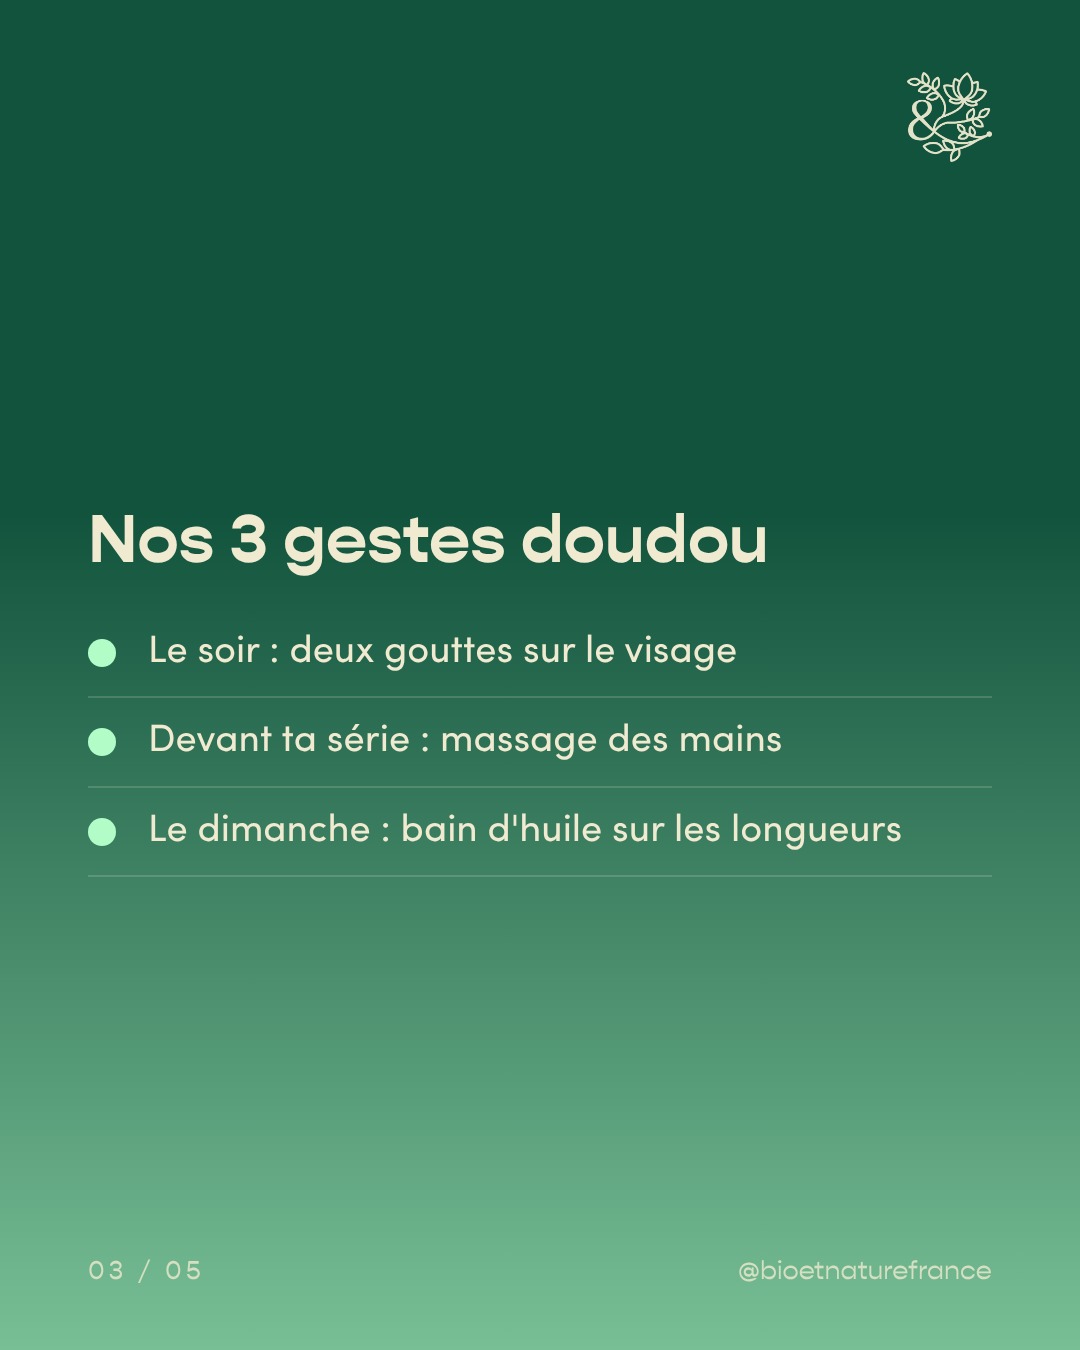 &
Nos 3 gestes doudou
Le soir : deux gouttes sur le visage
Devant ta série : massage des mains
Le dimanche : bain d'huile sur les longueurs
03 / 05
@bioetnaturefrance